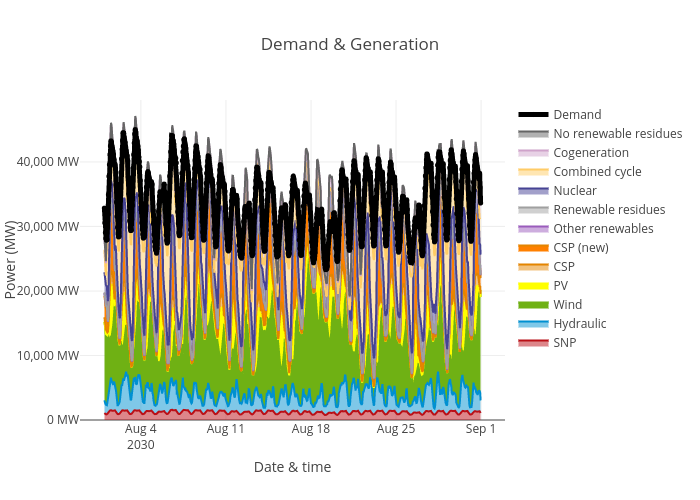 Demand & Generation
40,000 MW
30,000 MW
20,000 MW
10,000 MW
0 MW
Power (MW)
Aug 4
2030
Aug 11
Aug 18
Aug 25
Sep 1
Date & time
Demand
No renewable residues
Cogeneration
Combined cycle
Nuclear
Renewable residues
Other renewables
CSP (new)
CSP
PV
Wind
Hydraulic
SNP